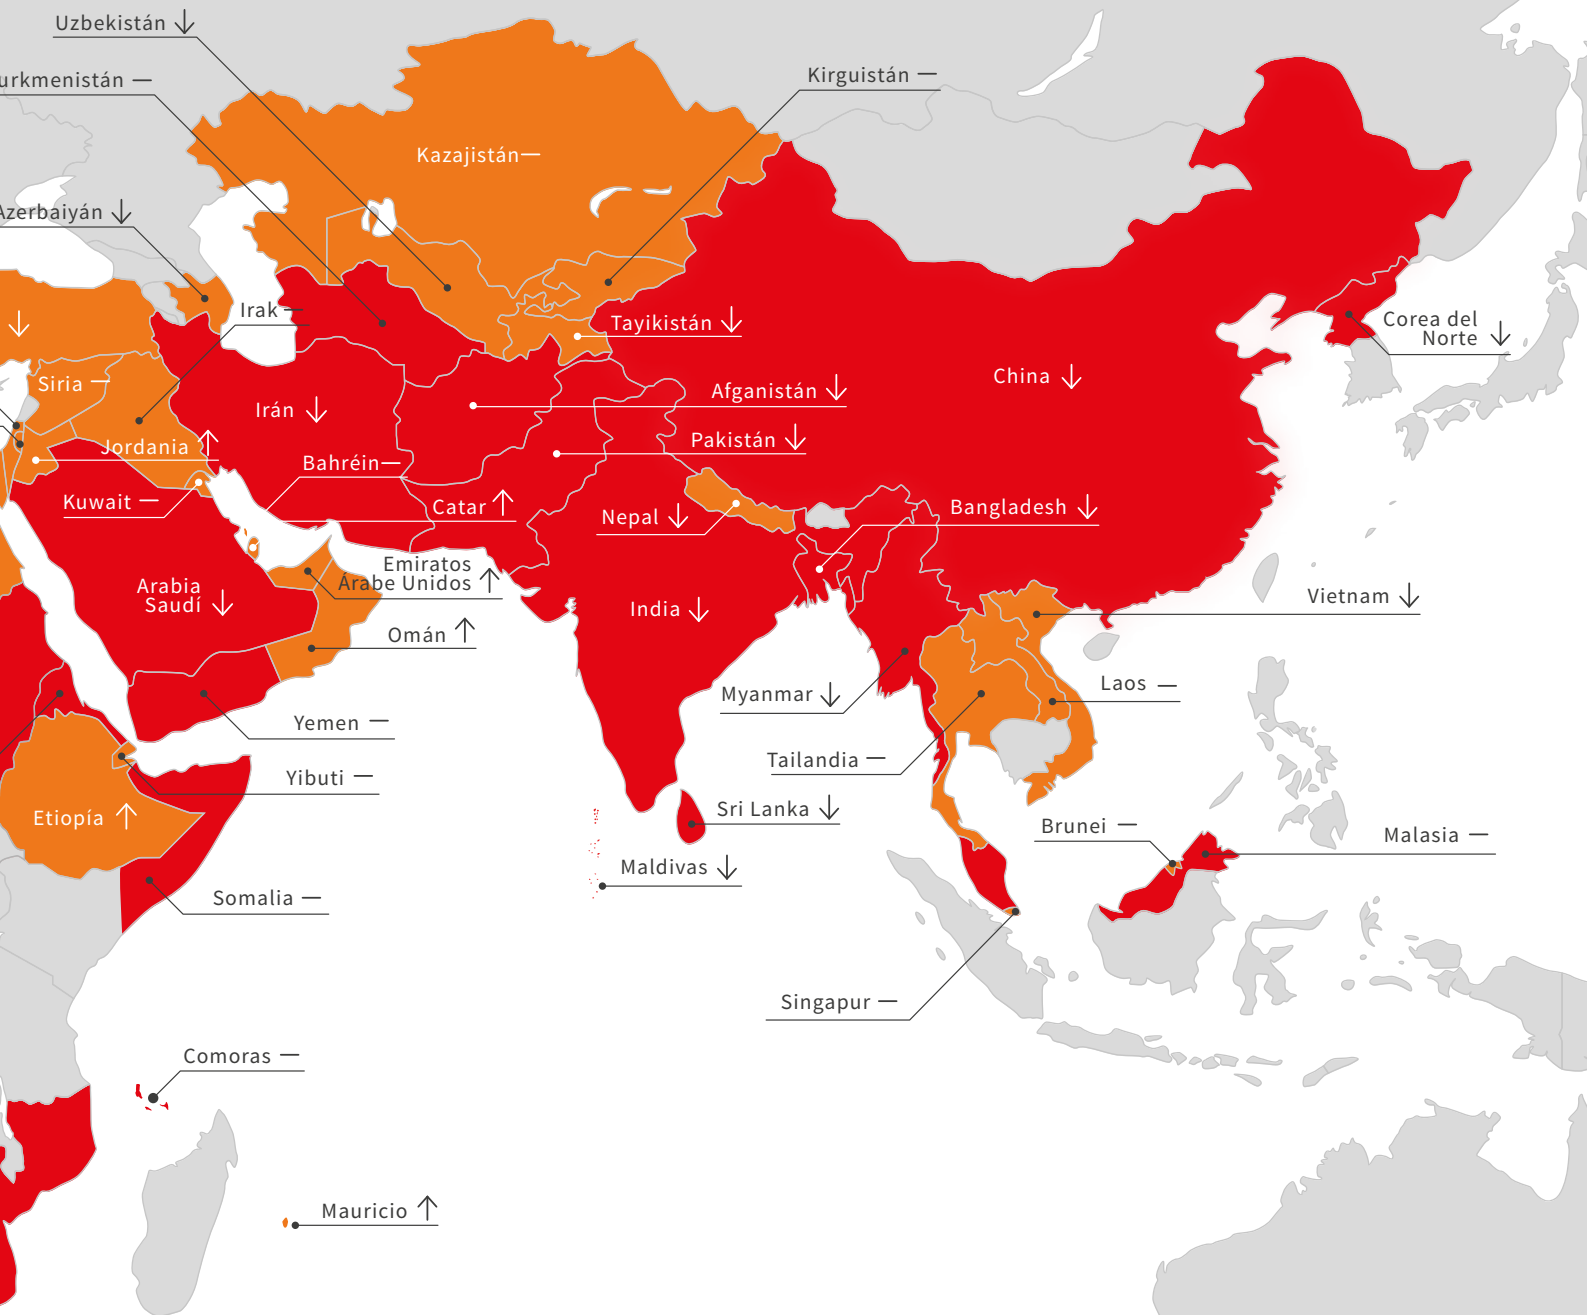 Uzbekistán ↓
urkmenistán —
Kirguistán —
Kazajistán—
Azerbaiyán ↓
Irak —
↓
Tayikistán ↓
Corea del
Norte ↓
Siria —
Irán ↓
Afganistán ↓
China ↓
Jordania ↑
Pakistán ↓
Bahréin—
Kuwait —
Catar ↑
Nepal ↓
Bangladesh ↓
Emiratos
Árabe Unidos ↑
Arabia
Saudí ↓
India ↓
Vietnam ↓
Omán ↑
Myanmar ↓
Laos —
Yemen —
Tailandia —
Yibuti —
Etiopía ↑
Sri Lanka ↓
Brunei —
Malasia —
Maldivas ↓
Somalia —
Singapur —
Comoras —
Mauricio ↑